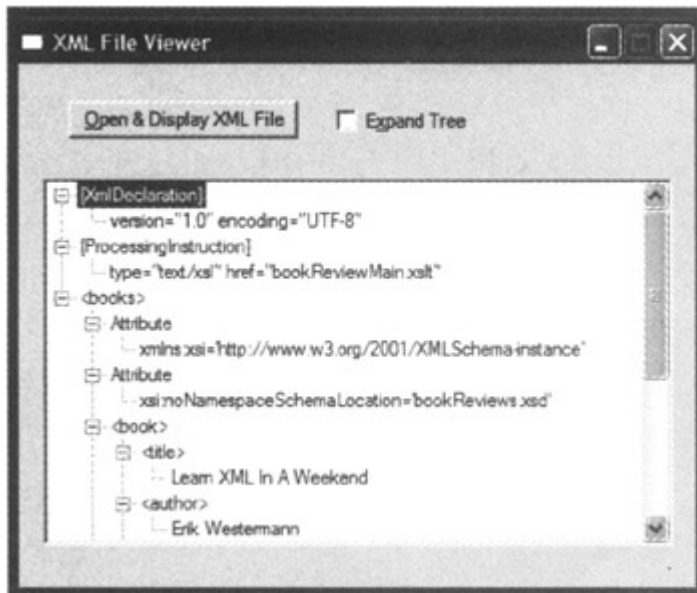 XML File Viewer
Open & Display XML File
Expand Tree
[XmlDeclaration]
version="1.0" encoding="UTF-8"
[ProcessingInstruction]
type="text/xsl" href="bookReviewMain.xslt"
<books>
Attribute
xmlns:xsi='http://www.w3.org/2001/XMLSchema-instance'
Attribute
xsi:noNamespaceSchemaLocation='bookReviews.xsd'
<book>
<title>
Learn XML In A Weekend
<author>
Erik Westermann